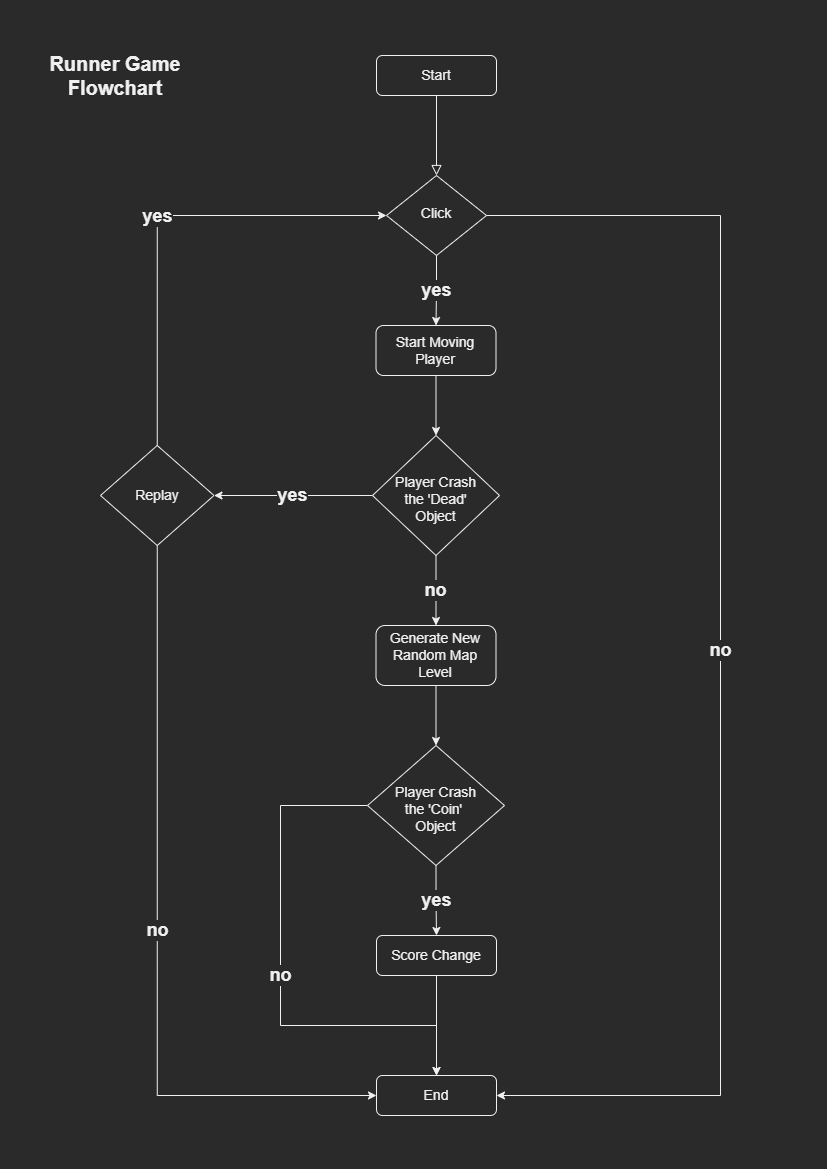 Runner Game
Flowchart
Start
Click
yes
yes
Start Moving
Player
Player Crash
the 'Dead'
Object
yes
Replay
no
Generate New
Random Map
Level
no
Player Crash
the 'Coin'
Object
yes
no
Score Change
no
End